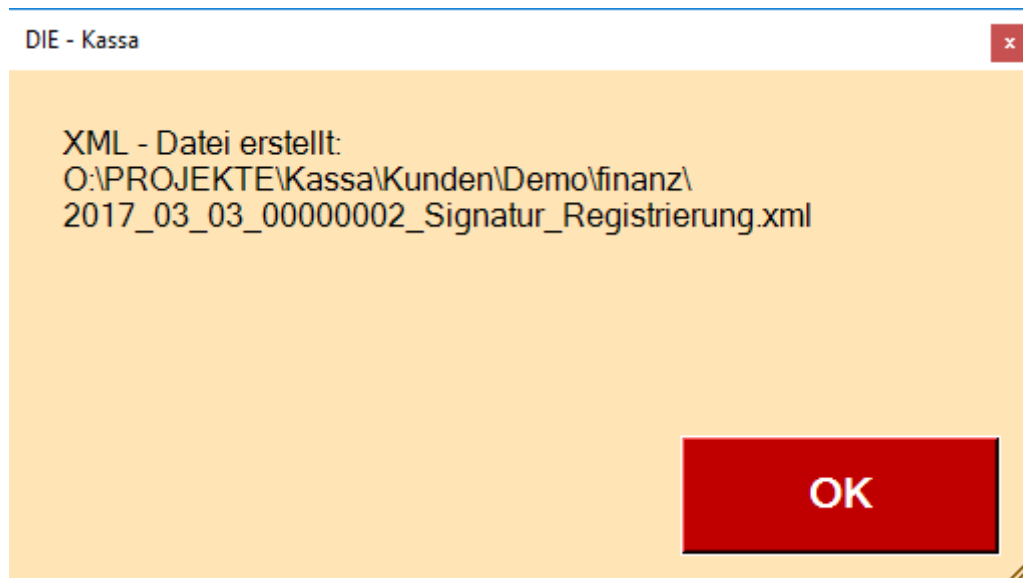 DIE - Kassa
x
XML - Datei erstellt:
O:\PROJEKTE\Kassa\Kunden\Demo\finanz\
2017_03_03_00000002_Signatur_Registrierung.xml
OK